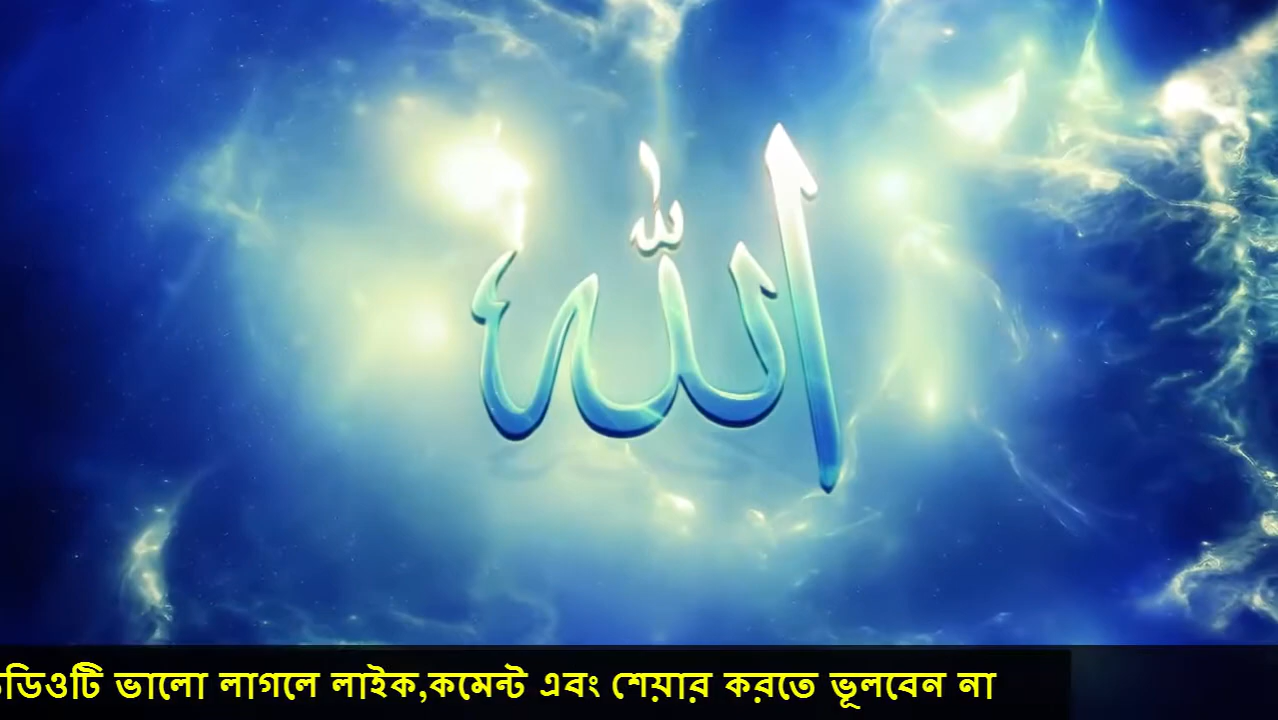 الله
ডিওটি ভালো লাগলে লাইক,কমেন্ট এবং শেয়ার করতে ভূলবেন না